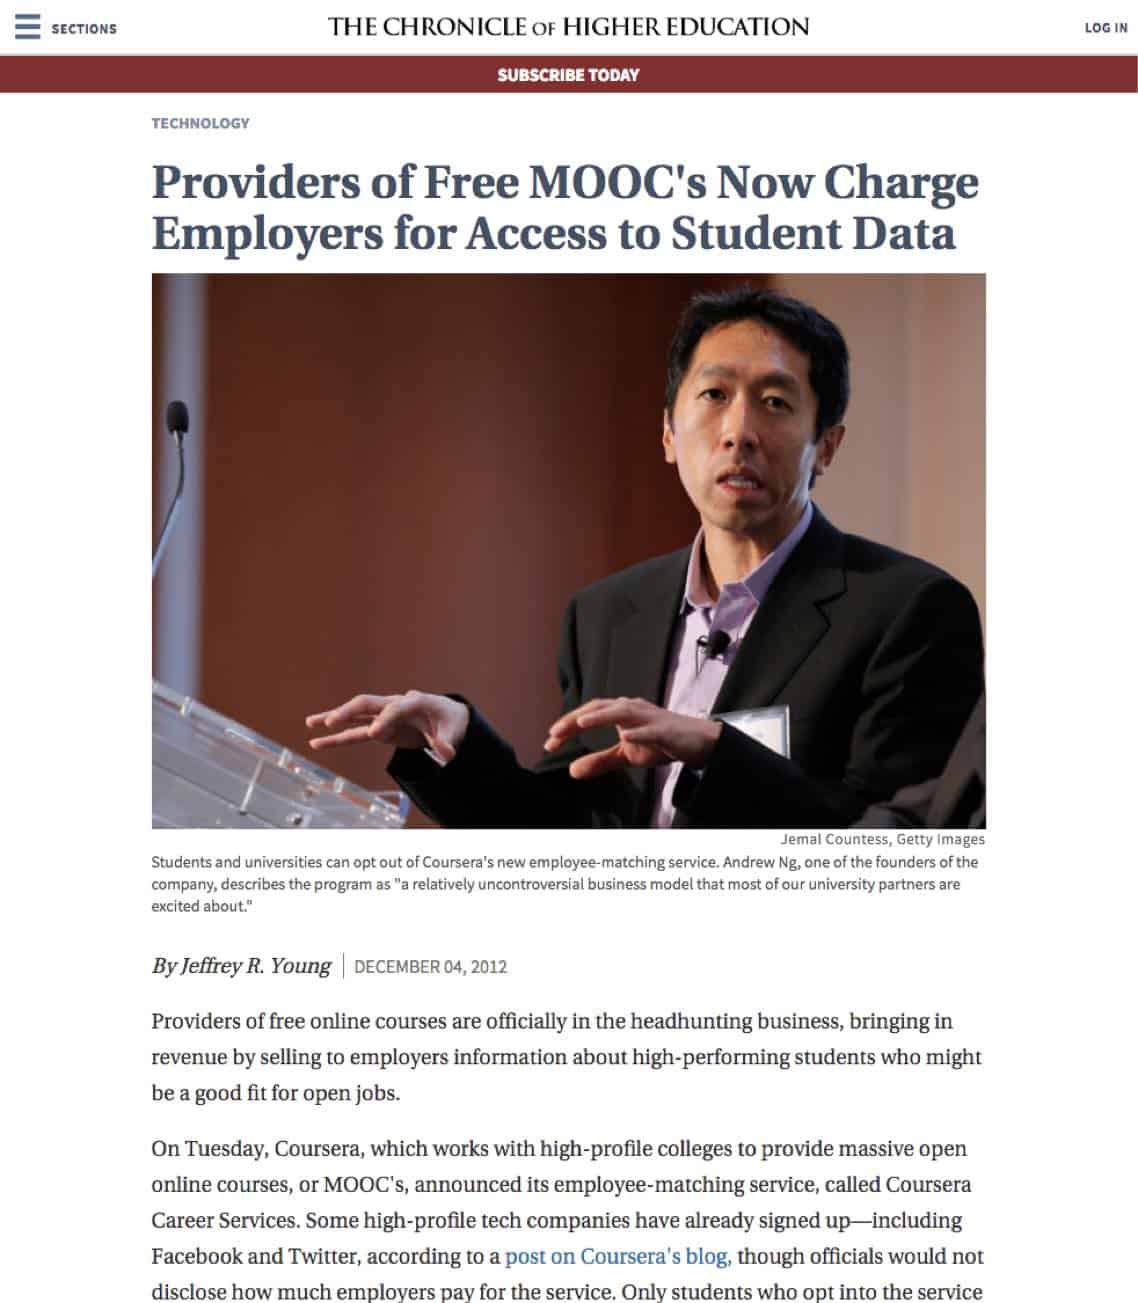 SECTIONS
THE CHRONICLE OF HIGHER EDUCATION
LOG IN
SUBSCRIBE TODAY
TECHNOLOGY
Providers of Free MOOC's Now Charge
Employers for Access to Student Data
Jemal Countess, Getty Images
Students and universities can opt out of Coursera's new employee-matching service. Andrew Ng, one of the founders of the
company, describes the program as "a relatively uncontroversial business model that most of our university partners are
excited about."
By Jeffrey R. Young
DECEMBER 04, 2012
Providers of free online courses are officially in the headhunting business, bringing in
revenue by selling to employers information about high-performing students who might
be a good fit for open jobs.
On Tuesday, Coursera, which works with high-profile colleges to provide massive open
online courses, or MOOC's, announced its employee-matching service, called Coursera
Career Services. Some high-profile tech companies have already signed up—including
Facebook and Twitter, according to a post on Coursera's blog, though officials would not
disclose how much employers pay for the service. Only students who opt into the service